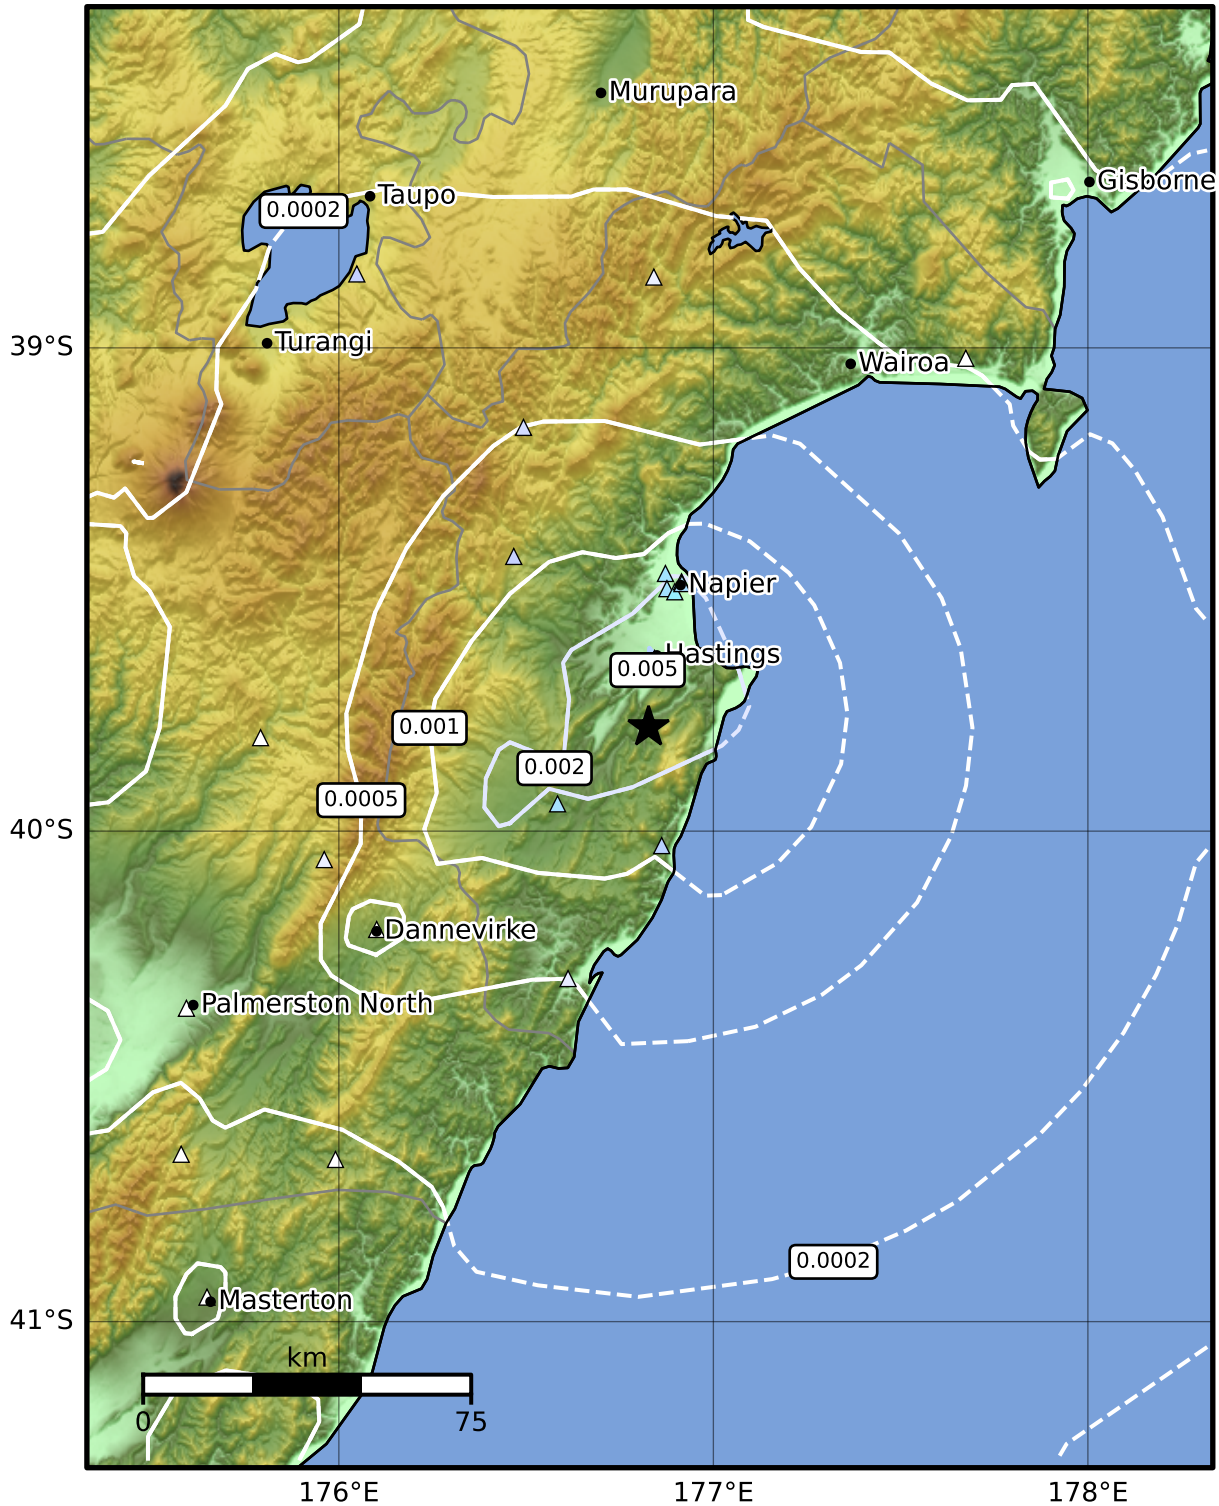 Murupara
Gisborne
Taupo
0.0002
Turangi
39°S
Wairoa
Napier
Hastings
0.005
0.001
0.002
0.0005
40°S
Dannevirke
Palmerston North
0.0002
Masterton
41°S
km
0 75
176°E 177°E 178°E